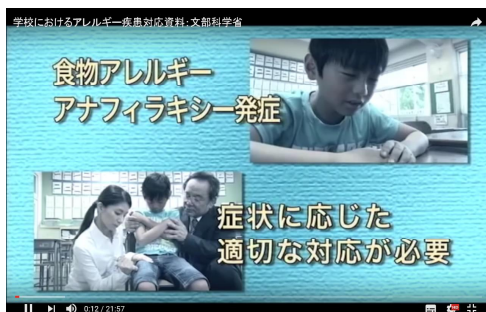 学校におけるアレルギー疾患対応資料：文部科学省
食物アレルギー
アナフィラキシー発症
症状に応じた
適切な対応が必要
0:12 / 21:57